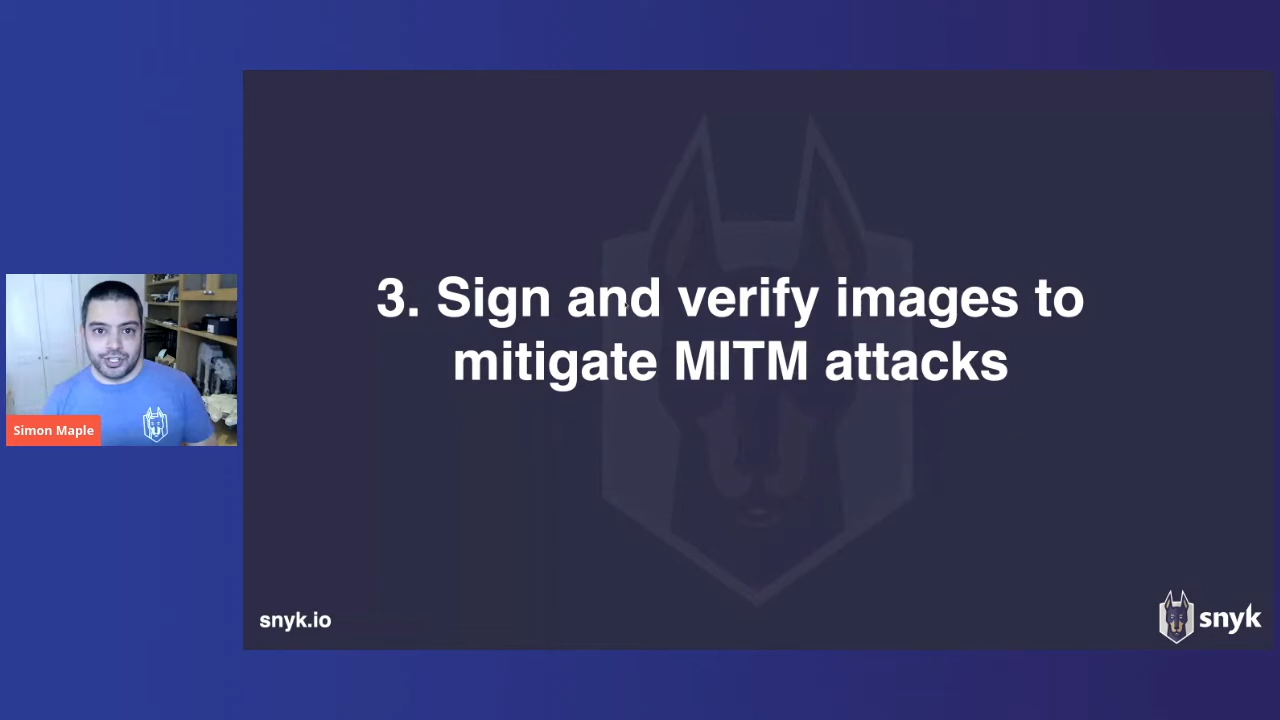 3. Sign and verify images to
mitigate MITM attacks
Simon Maple
snyk.io
snyk